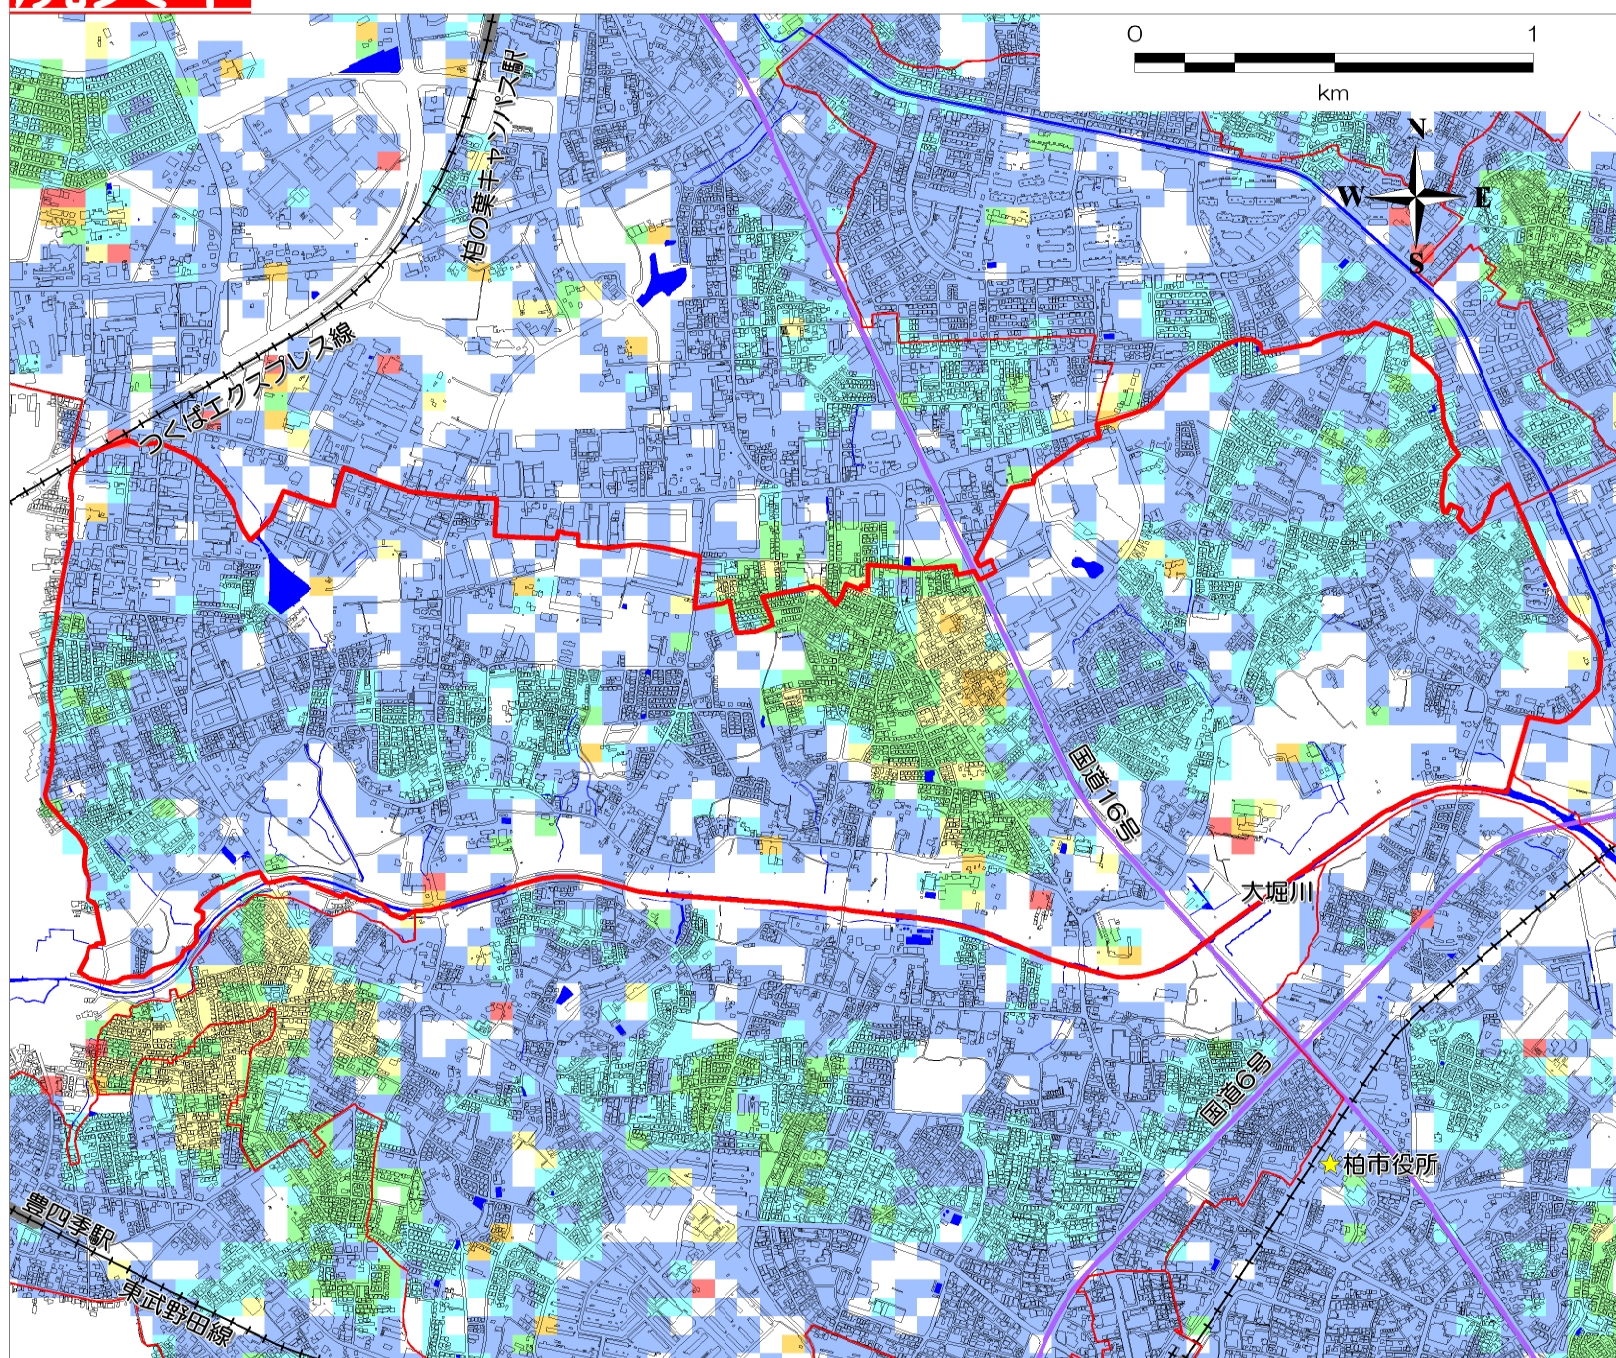 0 1
km
N
W E
S
柏の葉キャンパス駅
つくばエクスプレス線
国道16号
大堀川
国道6号
柏市役所
豊四季駅
東武野田線